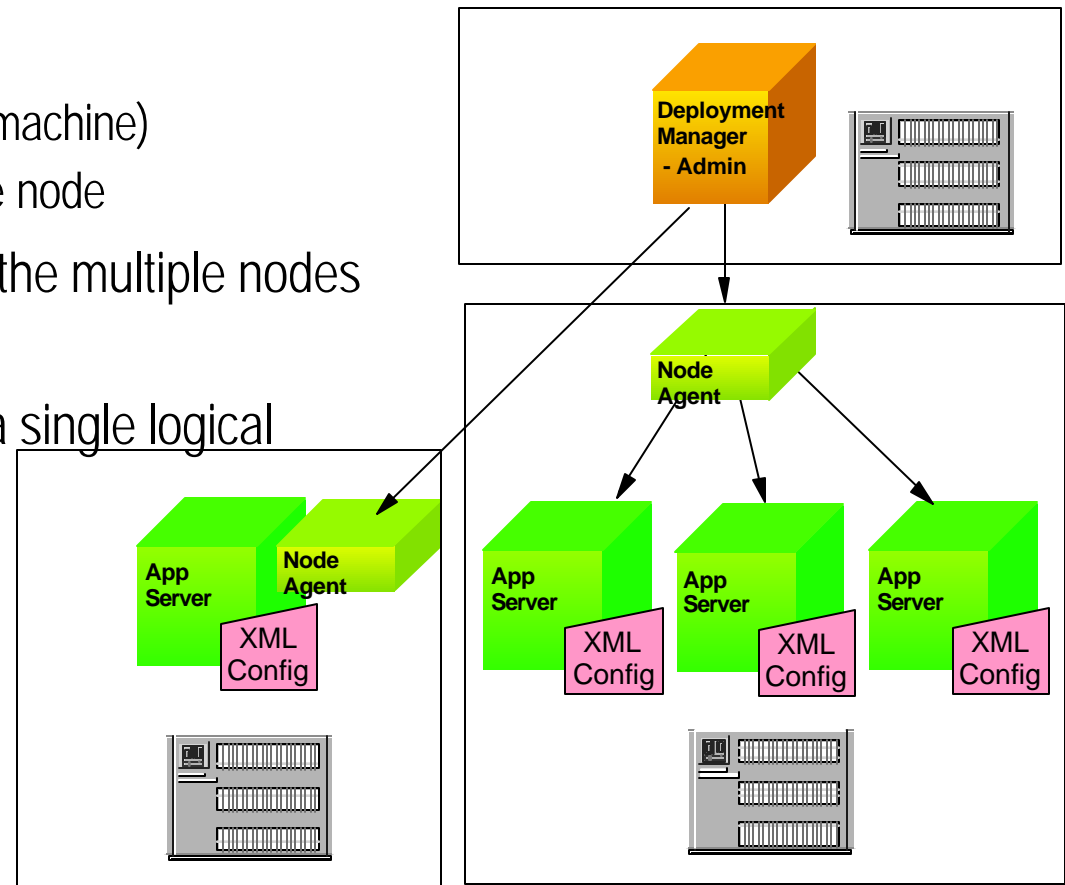 machine)
e node
the multiple nodes
a single logical
Deployment
Manager
- Admin
Node
Agent
App
Server
Node
Agent
XML
Config
App
Server
XML
Config
App
Server
XML
Config
App
Server
XML
Config